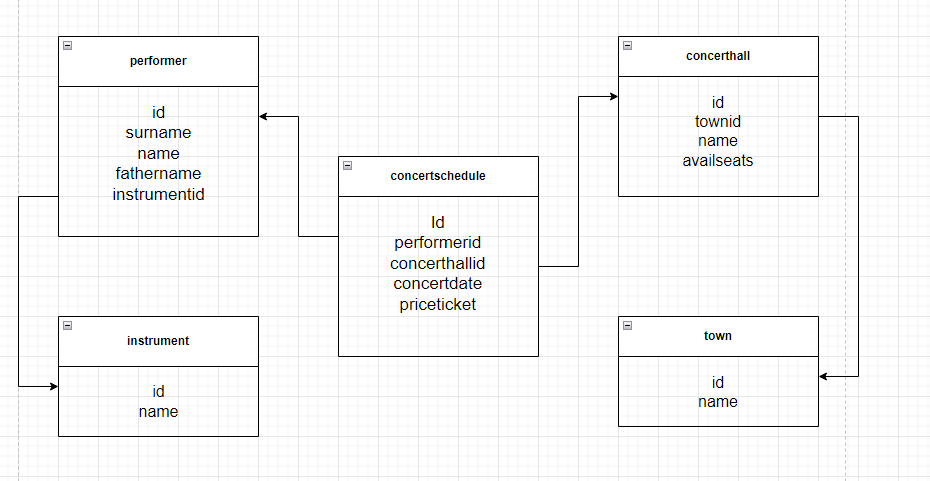 performer
id
surname
name
fathername
instrumentid
concerthall
id
townid
name
availseats
concertschedule
Id
performerid
concerthallid
concertdate
priceticket
instrument
id
name
town
id
name